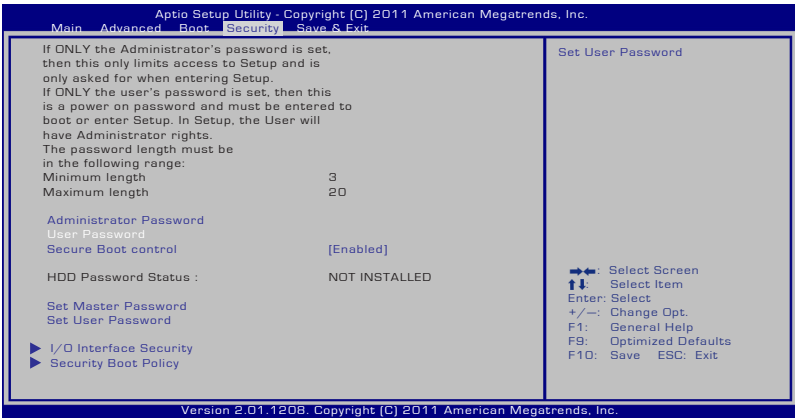 Aptio Setup Utility - Copyright (C) 2011 American Megatrends, Inc.
Main Advanced Boot Security Save & Exit
If ONLY the Administrator's password is set,
then this only limits access to Setup and is
only asked for when entering Setup.
If ONLY the user's password is set, then this
is a power on password and must be entered to
boot or enter Setup. In Setup, the User will
have Administrator rights.
The password length must be
in the following range:
Minimum length 3
Maximum length 20
Administrator Password
User Password
Secure Boot control [Enabled]
HDD Password Status : NOT INSTALLED
Set Master Password
Set User Password
I/O Interface Security
Security Boot Policy
Set User Password
→←: Select Screen
↑↓: Select Item
Enter: Select
+/—: Change Opt.
F1: General Help
F9: Optimized Defaults
F10: Save ESC: Exit
Version 2.01.1208. Copyright (C) 2011 American Megatrends, Inc.